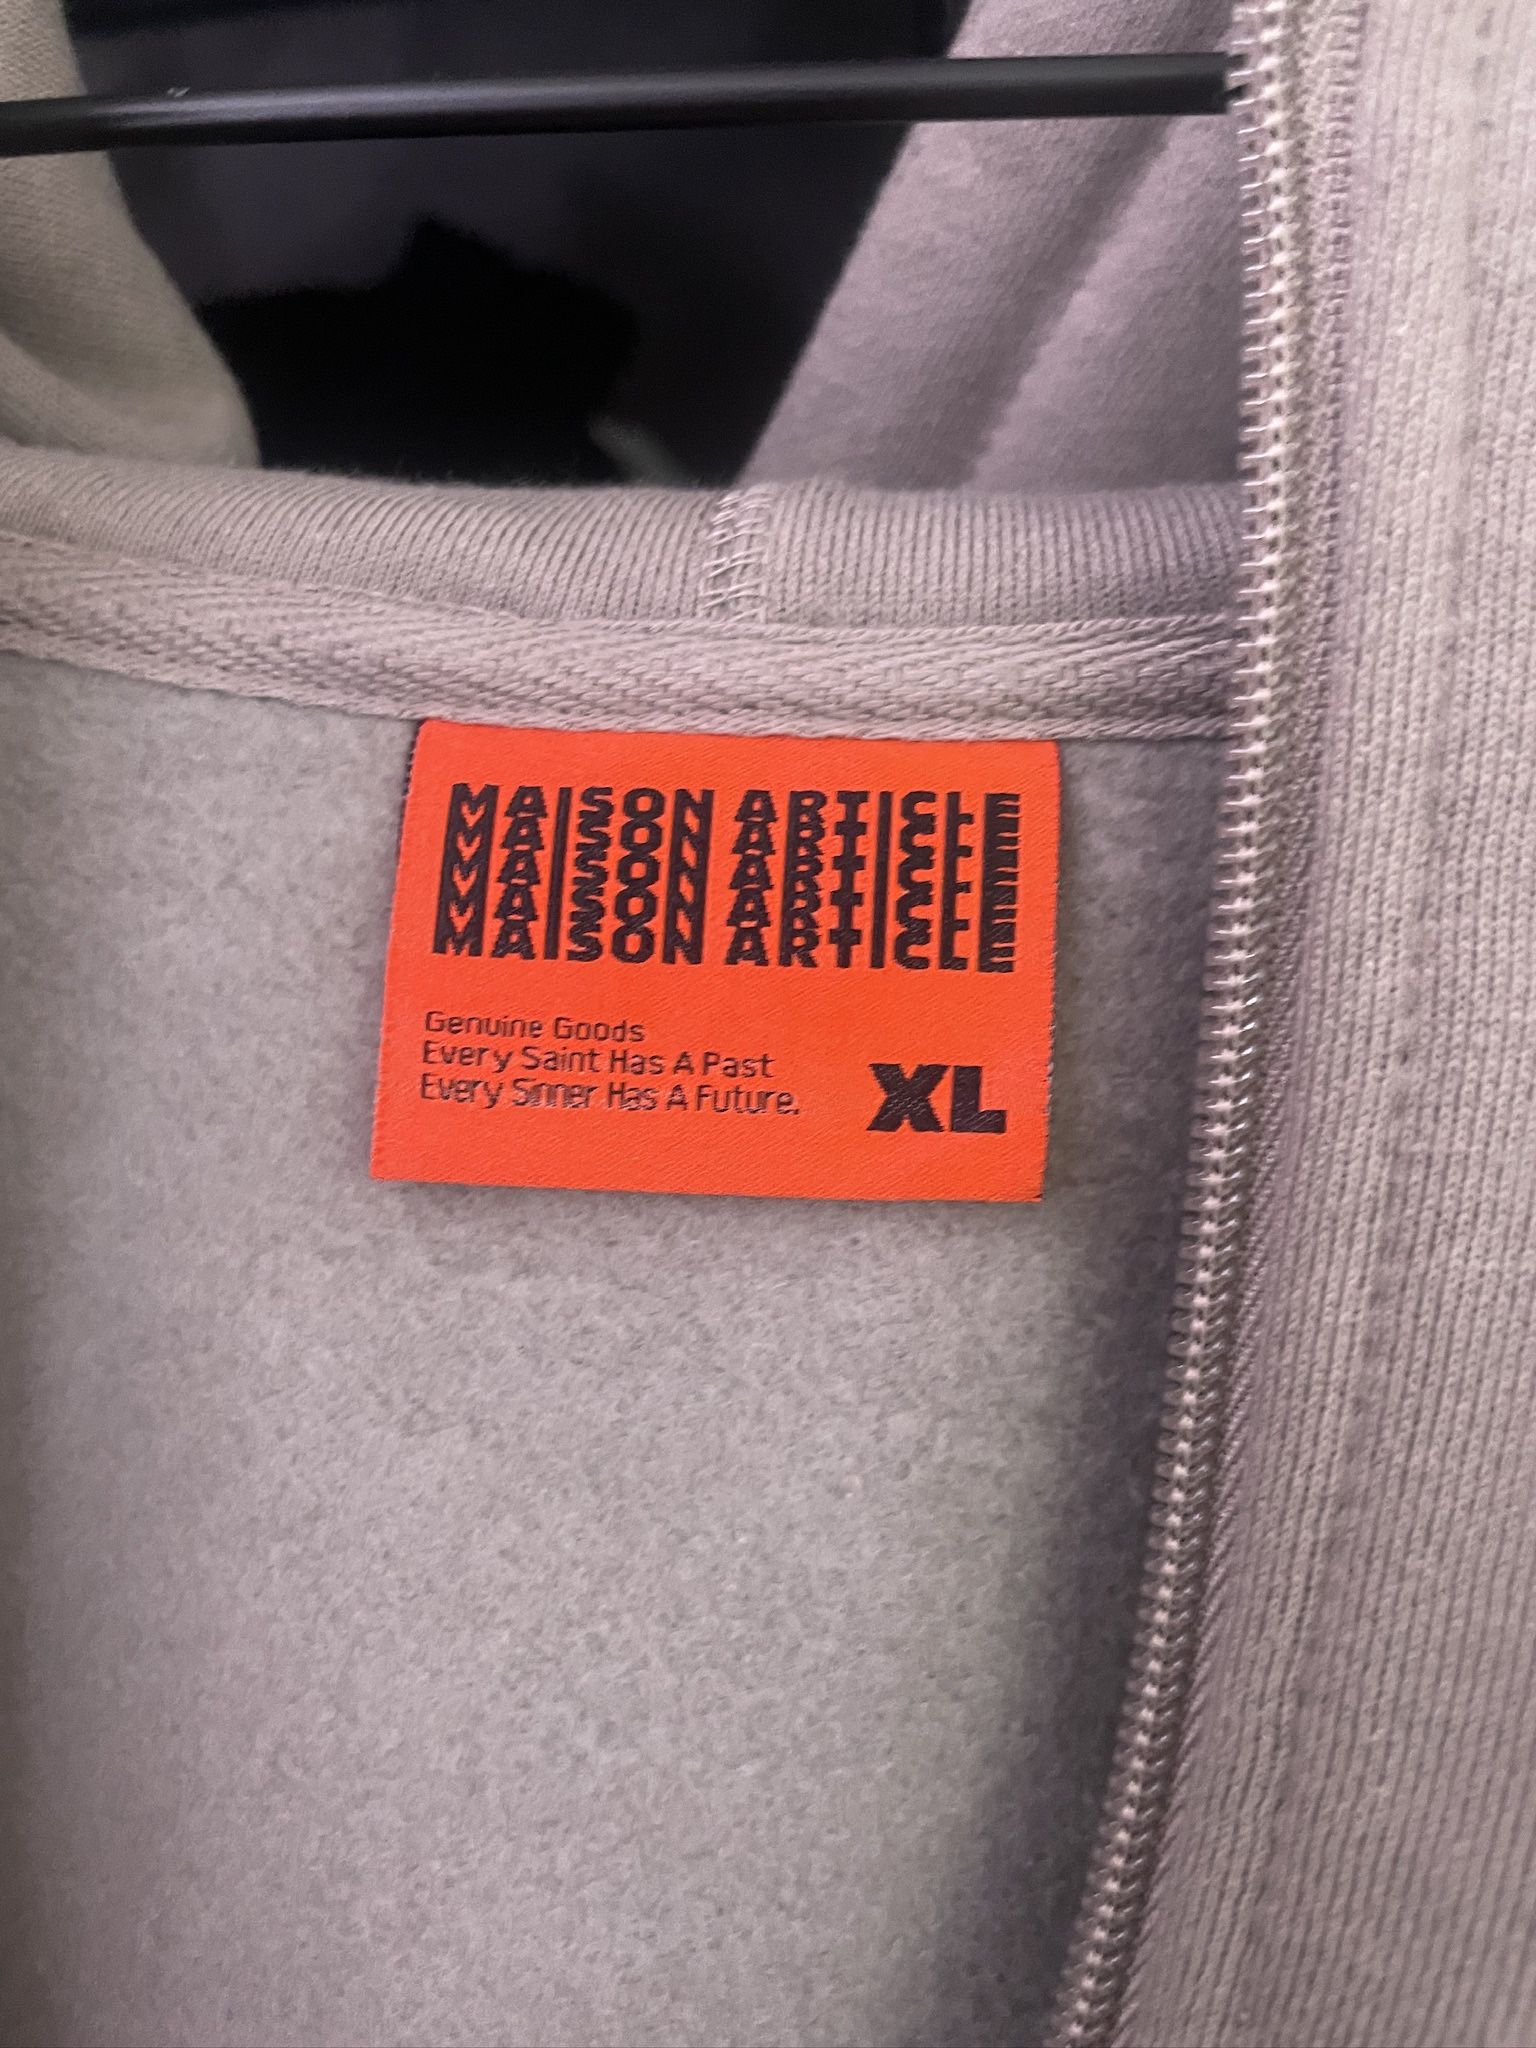 MAISON ARTICLE
MAISON ARTICLE
MAISON ARTICLE
MAISON ARTICLE
MAISON ARTICLE
Genuine Goods
Every Saint Has A Past
Every Sinner Has A Future.
XL